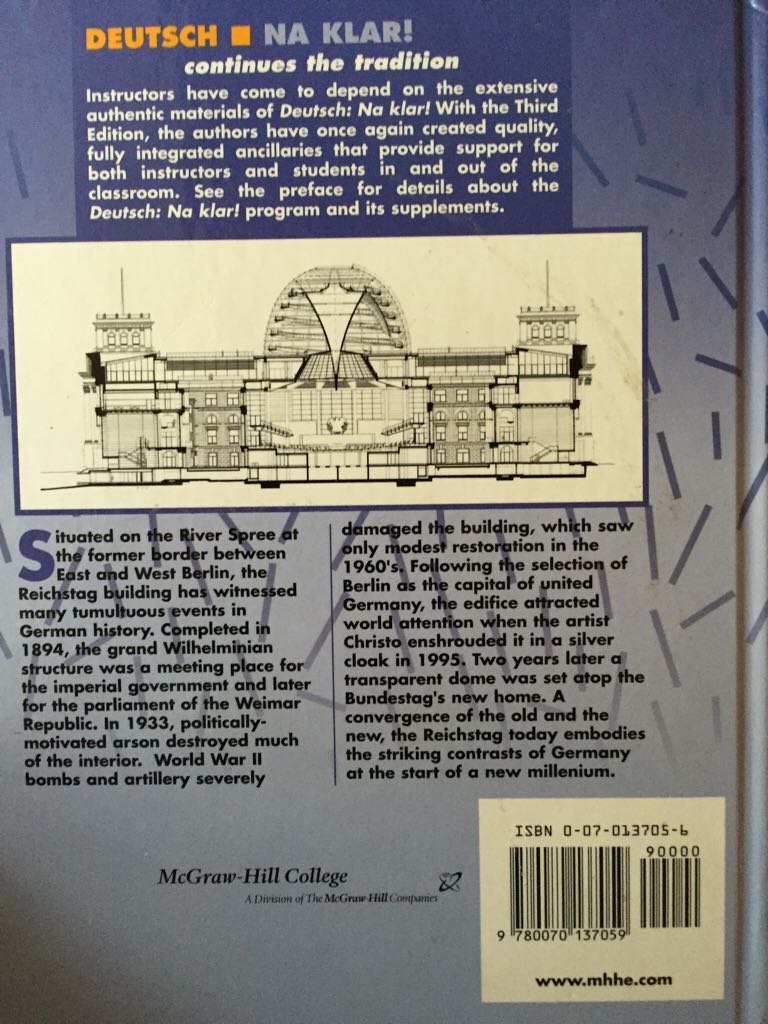 DEUTSCH ■ NA KLAR!
continues the tradition
Instructors have come to depend on the extensive
authentic materials of Deutsch: Na klar! With the Third
Edition, the authors have once again created quality,
fully integrated ancillaries that provide support for
both instructors and students in and out of the
classroom. See the preface for details about the
Deutsch: Na klar! program and its supplements.
Situated on the River Spree at
the former border between
East and West Berlin, the
Reichstag building has witnessed
many tumultuous events in
German history. Completed in
1894, the grand Wilhelminian
structure was a meeting place for
the imperial government and later
for the parliament of the Weimar
Republic. In 1933, politically-
motivated arson destroyed much
of the interior. World War II
bombs and artillery severely
damaged the building, which saw
only modest restoration in the
1960's. Following the selection of
Berlin as the capital of united
Germany, the edifice attracted
world attention when the artist
Christo enshrouded it in a silver
cloak in 1995. Two years later a
transparent dome was set atop the
Bundestag's new home. A
convergence of the old and the
new, the Reichstag today embodies
the striking contrasts of Germany
at the start of a new millenium.
McGraw-Hill College
A Division of The McGraw-Hill Companies
ISBN 0-07-013705-6
90000
9 780070 137059
www.mhhe.com